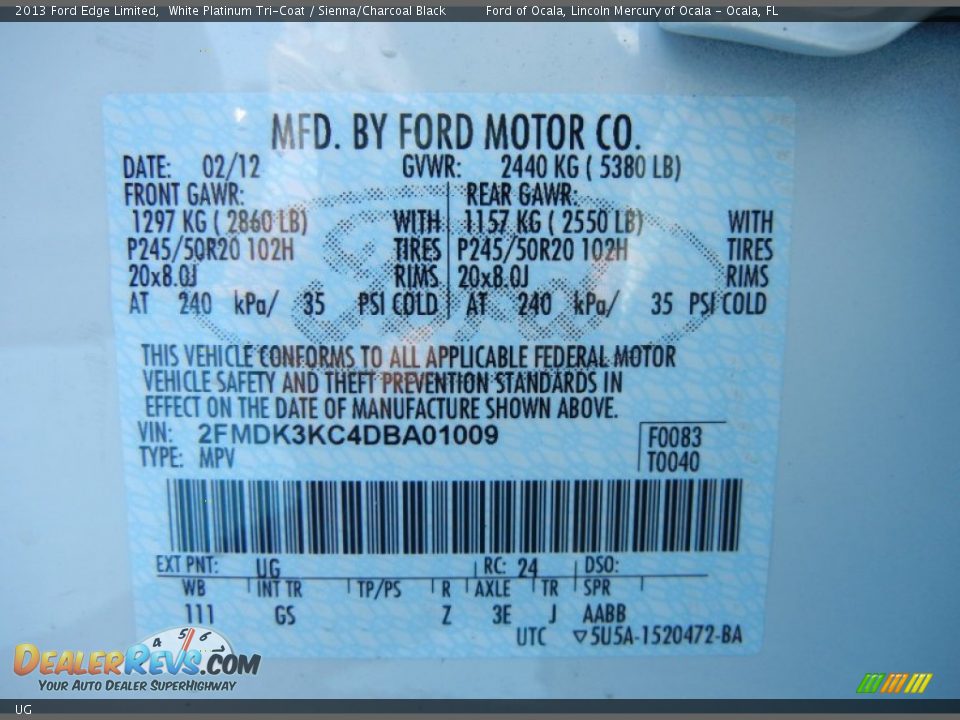 2013 Ford Edge Limited, White Platinum Tri-Coat / Sienna/Charcoal Black Ford of Ocala, Lincoln Mercury of Ocala - Ocala, FL
MFD. BY FORD MOTOR CO.
DATE: 02/12 GVWR: 2440 KG ( 5380 LB)
FRONT GAWR: REAR GAWR:
1297 KG ( 2860 LB) WITH 1157 KG ( 2550 LB) WITH
P245/50R20 102H TIRES P245/50R20 102H TIRES
20x8.0J RIMS 20x8.0J RIMS
AT 240 kPa/ 35 PSI COLD AT 240 kPa/ 35 PSI COLD
THIS VEHICLE CONFORMS TO ALL APPLICABLE FEDERAL MOTOR
VEHICLE SAFETY AND THEFT PREVENTION STANDARDS IN
EFFECT ON THE DATE OF MANUFACTURE SHOWN ABOVE.
VIN: 2FMDK3KC4DBA01009 F0083
TYPE: MPV T0040
EXT PNT: UG RC: 24 DSO:
WB INT TR TP/PS R AXLE TR SPR
111 GS Z 3E J AABB
UTC ▽5U5A-1520472-BA
4 5 6
DEALERREVS.COM
YOUR AUTO DEALER SUPERHIGHWAY
UG